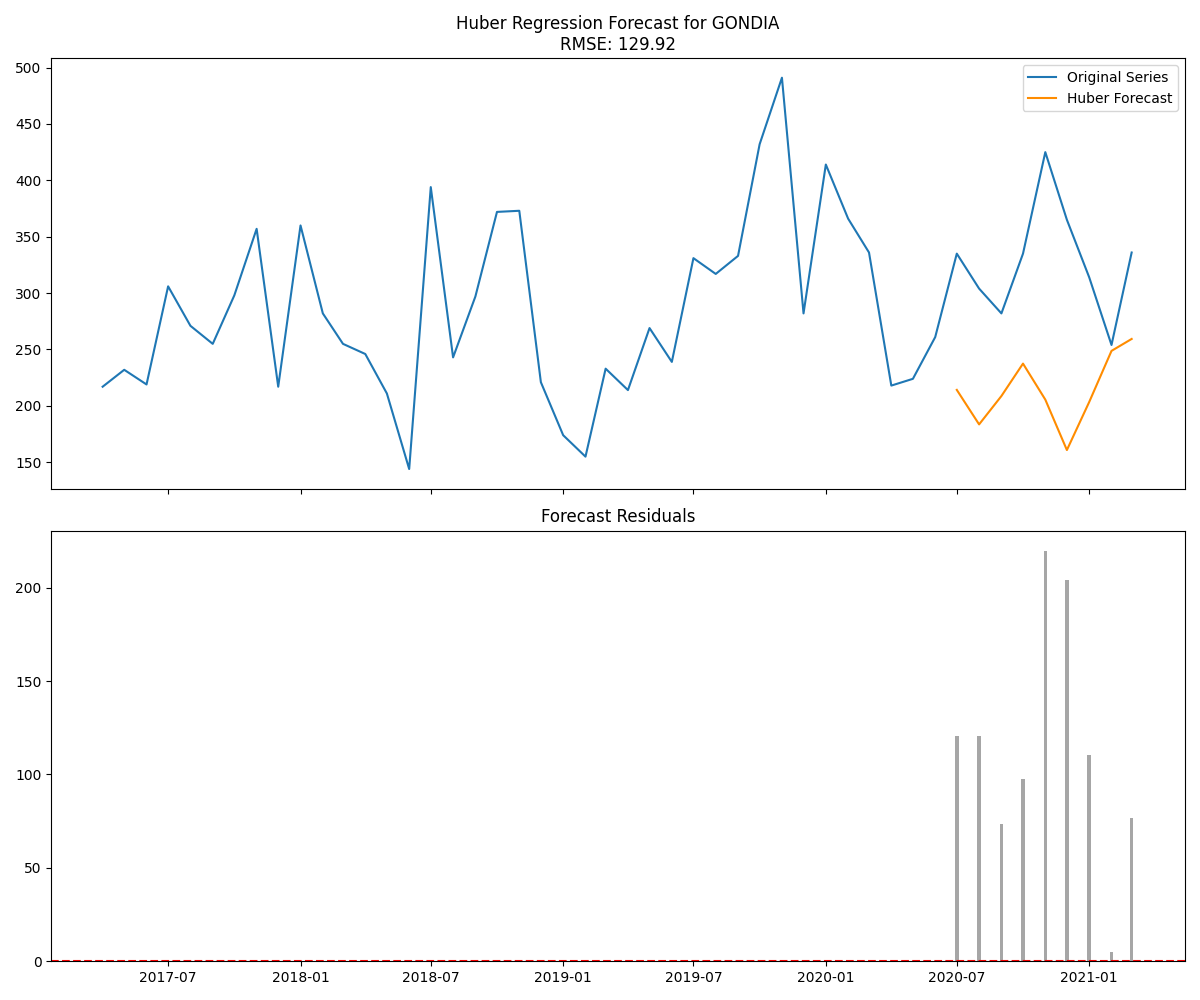 Huber Regression Forecast for GONDIA
RMSE: 129.92
Original Series
Huber Forecast
500
450
400
350
300
250
200
150
Forecast Residuals
200
150
100
50
0
2017-07 2018-01 2018-07 2019-01 2019-07 2020-01 2020-07 2021-01